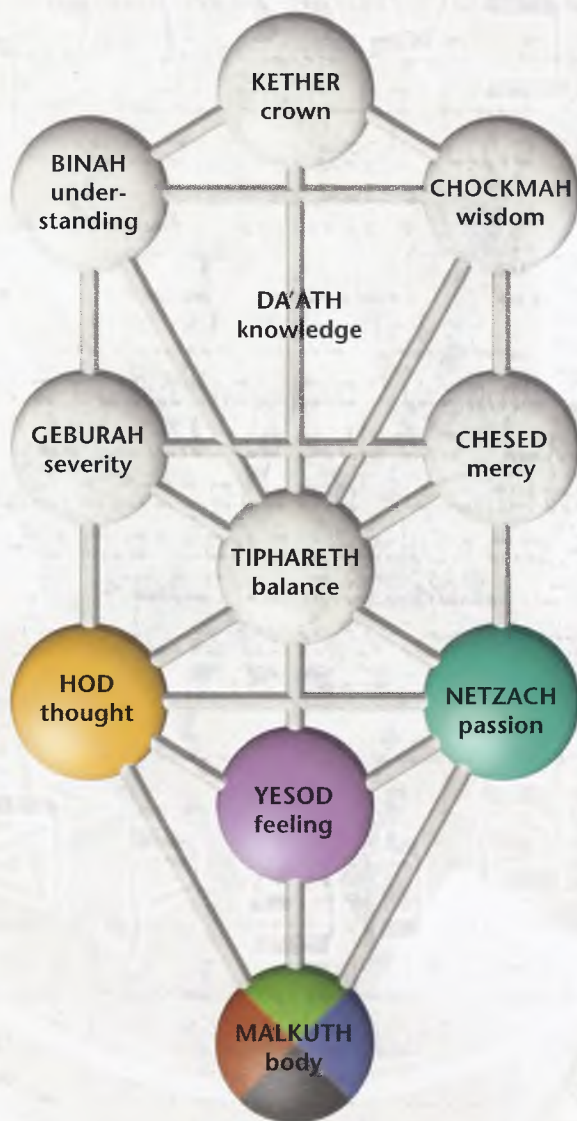 KETHER
crown
BINAH
under-
standing
CHOCKMAH
wisdom
DA'ATH
knowledge
GEBURAH
severity
CHESED
mercy
TIPHARETH
balance
HOD
thought
NETZACH
passion
YESOD
feeling
MALKUTH
body